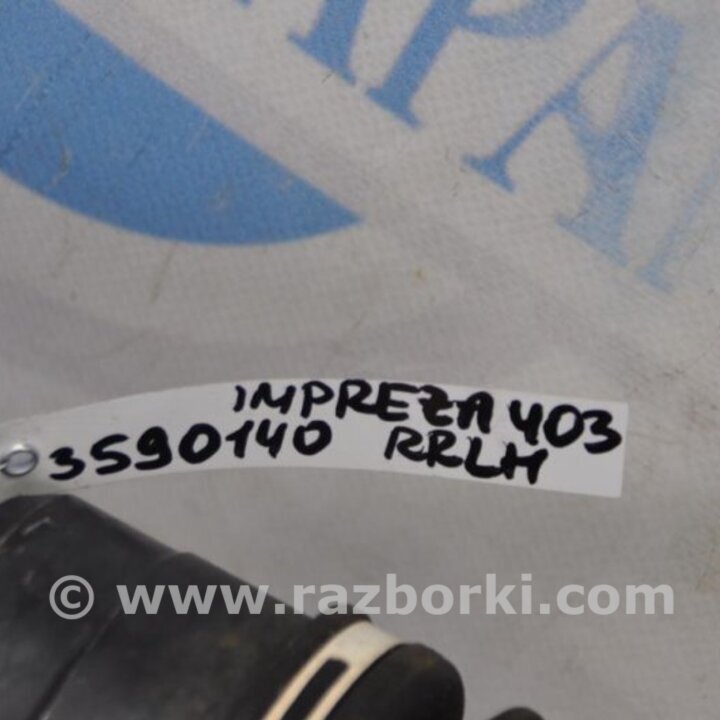 IMPREZA 403
3590140 RRLH
© www.razborki.com